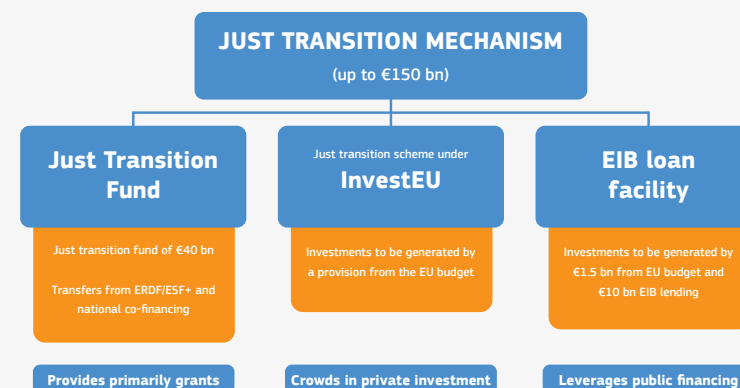 JUST TRANSITION MECHANISM
(up to €150 bn)
Just Transition
Fund
Just transition fund of €40 bn
Transfers from ERDF/ESF+ and
national co-financing
Provides primarily grants
Just transition scheme under
InvestEU
Investments to be generated by
a provision from the EU budget
Crowds in private investment
EIB loan
facility
Investments to be generated by
€1.5 bn from EU budget and
€10 bn EIB lending
Leverages public financing